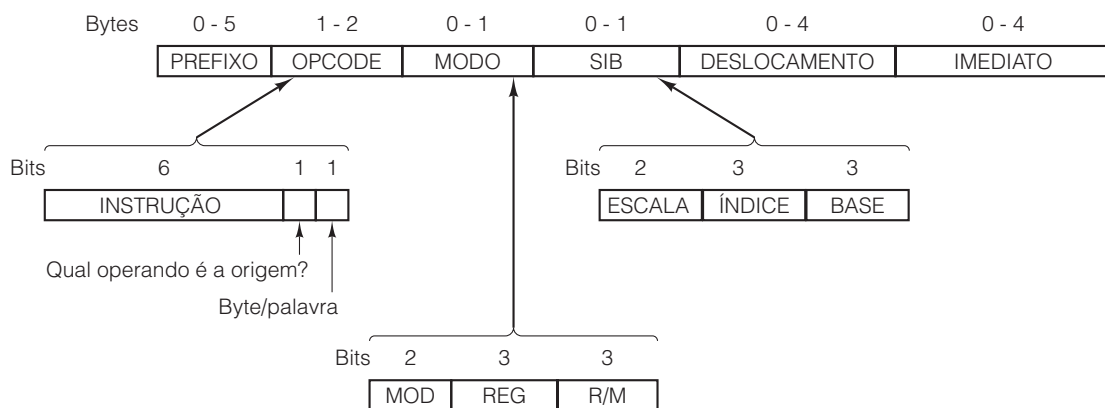 Bytes 0 - 5 1 - 2 0 - 1 0 - 1 0 - 4 0 - 4
PREFIXO OPCODE MODO SIB DESLOCAMENTO IMEDIATO
Bits 6 1 1
INSTRUÇÃO
Qual operando é a origem?
Byte/palavra
Bits 2 3 3
ESCALA ÍNDICE BASE
Bits 2 3 3
MOD REG R/M